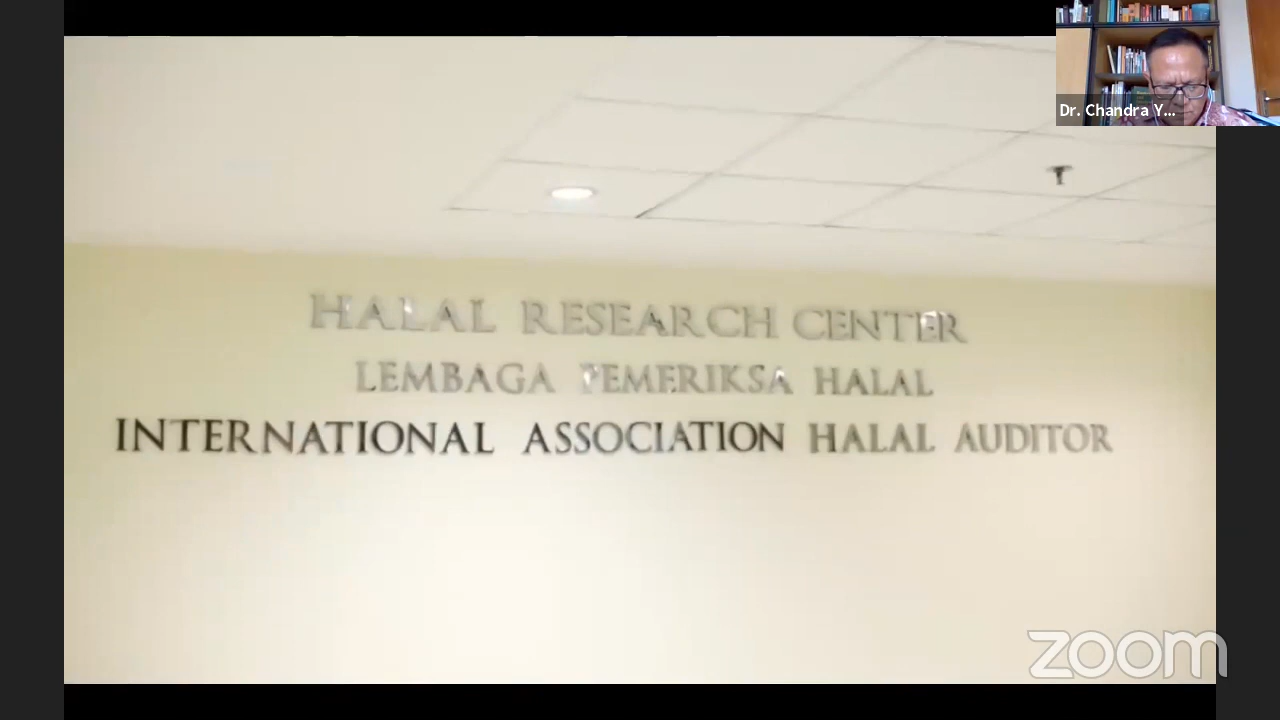 Dr. Chandra Y...
HALAL RESEARCH CENTER
LEMBAGA PEMERIKSA HALAL
INTERNATIONAL ASSOCIATION HALAL AUDITOR
zoom